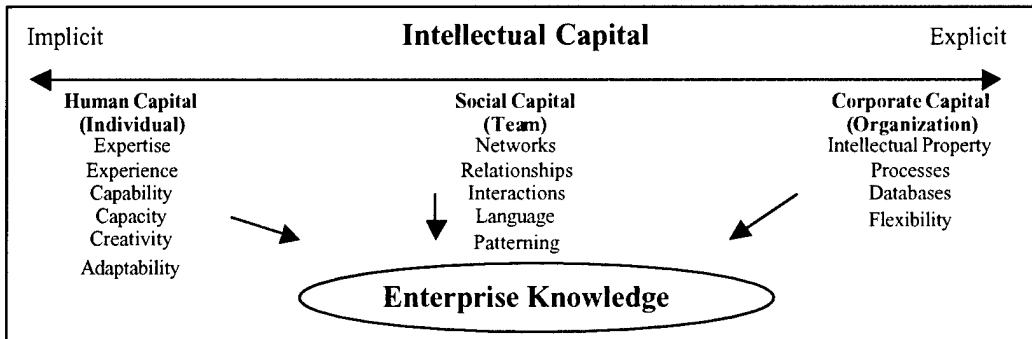 Implicit Intellectual Capital Explicit
Human Capital
(Individual)
Expertise
Experience
Capability
Capacity
Creativity
Adaptability
Social Capital
(Team)
Networks
Relationships
Interactions
Language
Patterning
Corporate Capital
(Organization)
Intellectual Property
Processes
Databases
Flexibility
Enterprise Knowledge